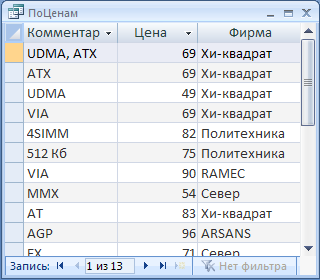 ПоЦенам
Комментар Цена Фирма
UDMA, ATX 69 Хи-квадрат
ATX 69 Хи-квадрат
UDMA 49 Хи-квадрат
VIA 69 Хи-квадрат
4SIMM 82 Политехника
512 Кб 75 Политехника
VIA 90 RAMEC
MMX 54 Север
AT 83 Хи-квадрат
AGP 96 ARSANS
71 Север
Запись: 1 из 13 Нет фильтра